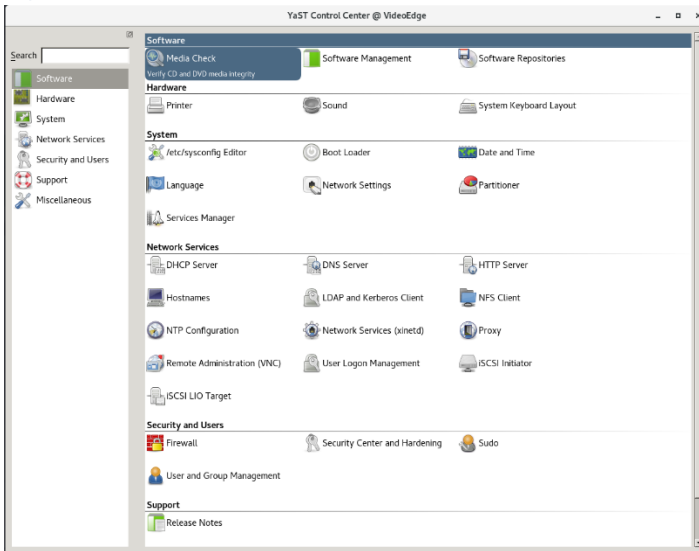 YaST Control Center @ VideoEdge
Search
Software
Hardware
System
Network Services
Security and Users
Support
Miscellaneous
Software
Media Check
Verify CD and DVD media integrity
Software Management
Software Repositories
Hardware
Printer
Sound
System Keyboard Layout
System
/etc/sysconfig Editor
Boot Loader
Date and Time
Language
Network Settings
Partitioner
Services Manager
Network Services
DHCP Server
DNS Server
HTTP Server
Hostnames
LDAP and Kerberos Client
NFS Client
NTP Configuration
Network Services (xinetd)
Proxy
Remote Administration (VNC)
User Logon Management
iSCSI Initiator
iSCSI LIO Target
Security and Users
Firewall
Security Center and Hardening
Sudo
User and Group Management
Support
Release Notes